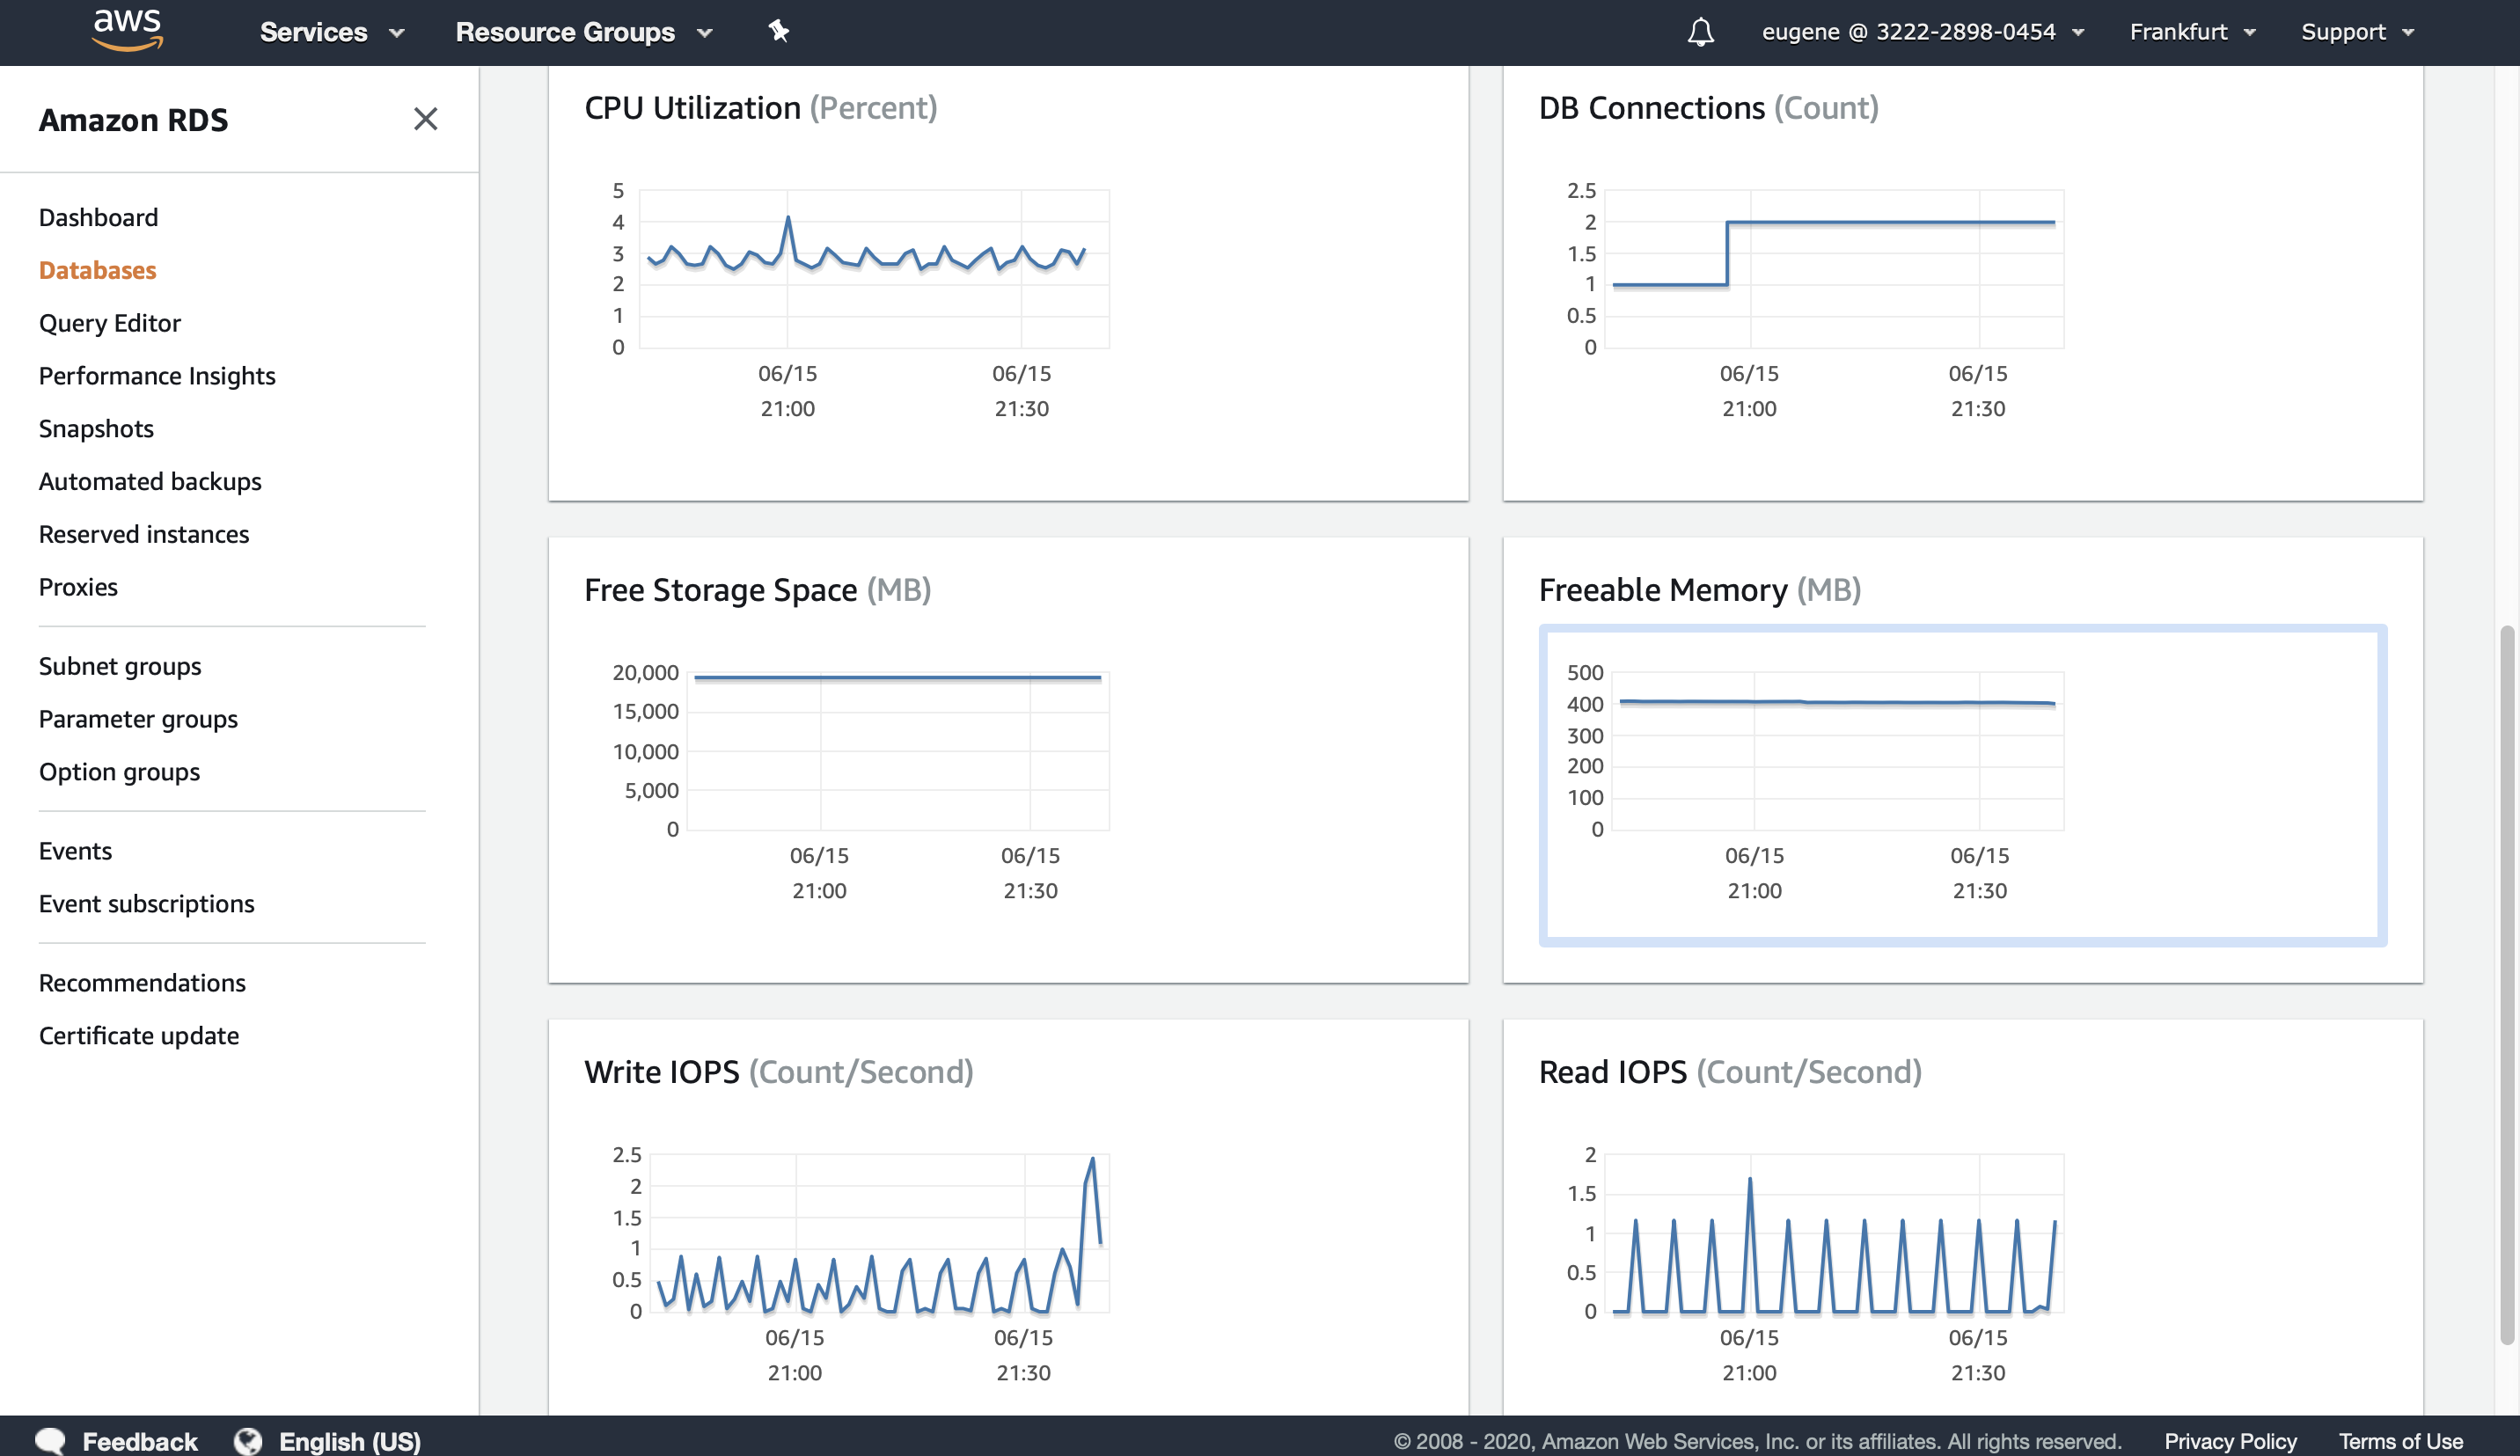 aws
Services
Resource Groups
eugene @ 3222-2898-0454
Frankfurt
Support
Amazon RDS
Dashboard
Databases
Query Editor
Performance Insights
Snapshots
Automated backups
Reserved instances
Proxies
Subnet groups
Parameter groups
Option groups
Events
Event subscriptions
Recommendations
Certificate update
CPU Utilization (Percent)
5
4
3
2
1
0
06/15 06/15
21:00 21:30
DB Connections (Count)
2.5
2
1.5
1
0.5
0
06/15 06/15
21:00 21:30
Free Storage Space (MB)
20,000
15,000
10,000
5,000
0
06/15 06/15
21:00 21:30
Freeable Memory (MB)
500
400
300
200
100
0
06/15 06/15
21:00 21:30
Write IOPS (Count/Second)
2.5
2
1.5
1
0.5
0
06/15 06/15
21:00 21:30
Read IOPS (Count/Second)
2
1.5
1
0.5
0
06/15 06/15
21:00 21:30
Feedback
English (US)
© 2008 - 2020, Amazon Web Services, Inc. or its affiliates. All rights reserved.
Privacy Policy
Terms of Use